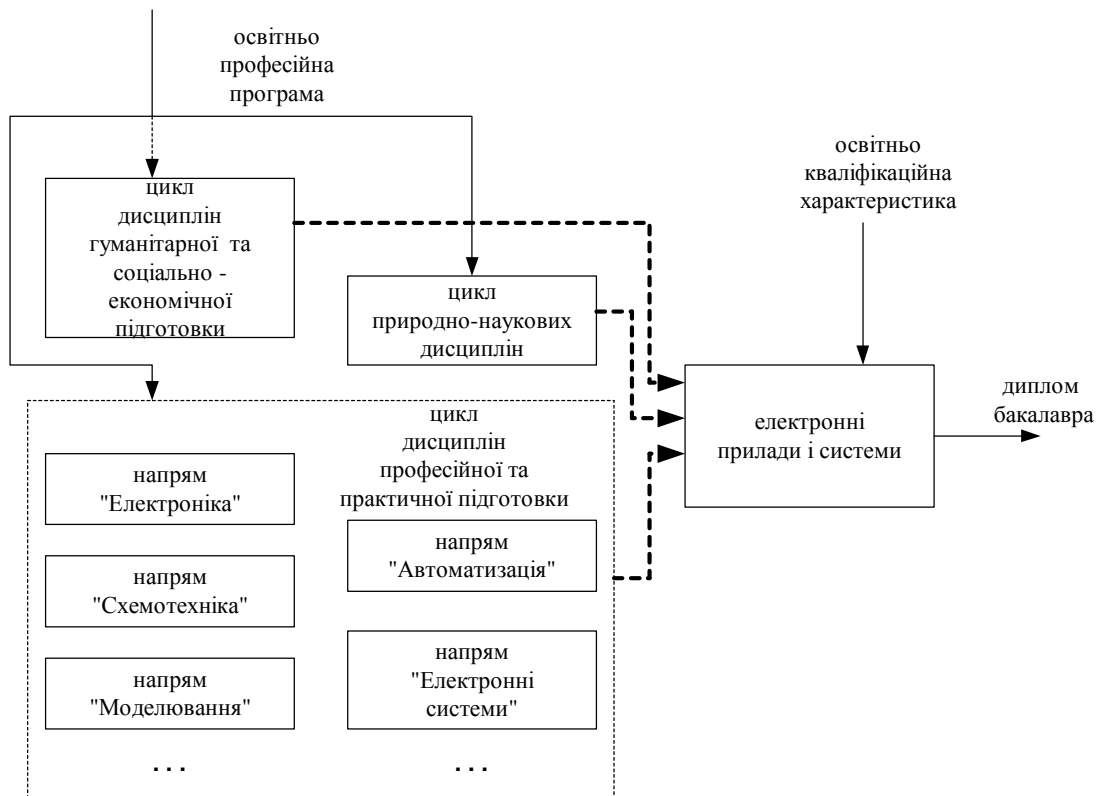 освітньо
професійна
програма
освітньо
кваліфікаційна
характеристика
цикл
дисциплін
гуманітарної та
соціально -
економічної
підготовки
цикл
природно-наукових
дисциплін
електронні
прилади і системи
диплом
бакалавра
цикл
дисциплін
професійної та
практичної підготовки
напрям
"Електроніка"
напрям
"Автоматизація"
напрям
"Схемотехніка"
напрям
"Електронні
системи"
напрям
"Моделювання"
. . .
. . .